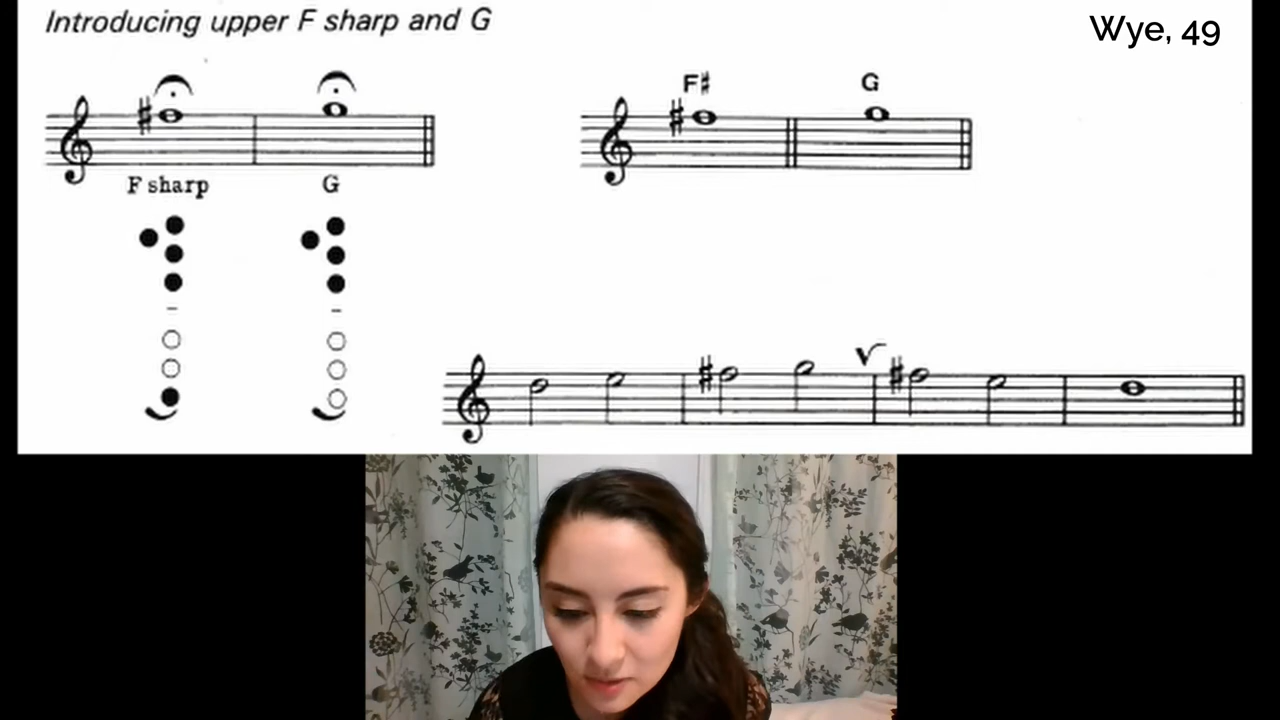 Introducing upper F sharp and G
Wye, 49
F♯ G
F sharp G